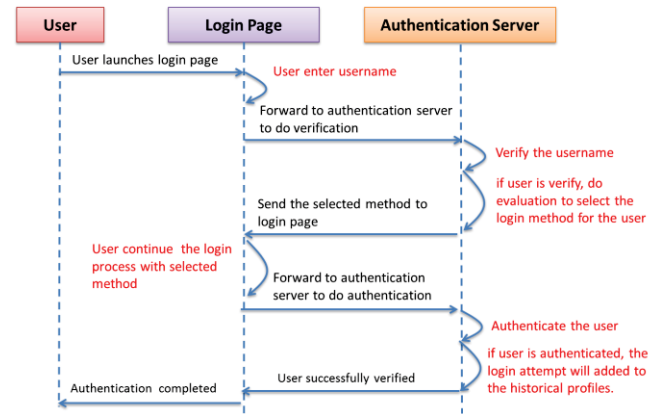 User
Login Page
Authentication Server
User launches login page
User enter username
Forward to authentication server
to do verification
Verify the username
if user is verify, do
evaluation to select the
login method for the user
Send the selected method to
login page
User continue the login
process with selected
method
Forward to authentication
server to do authentication
Authenticate the user
if user is authenticated, the
login attempt will added to
the historical profiles.
User successfully verified
Authentication completed